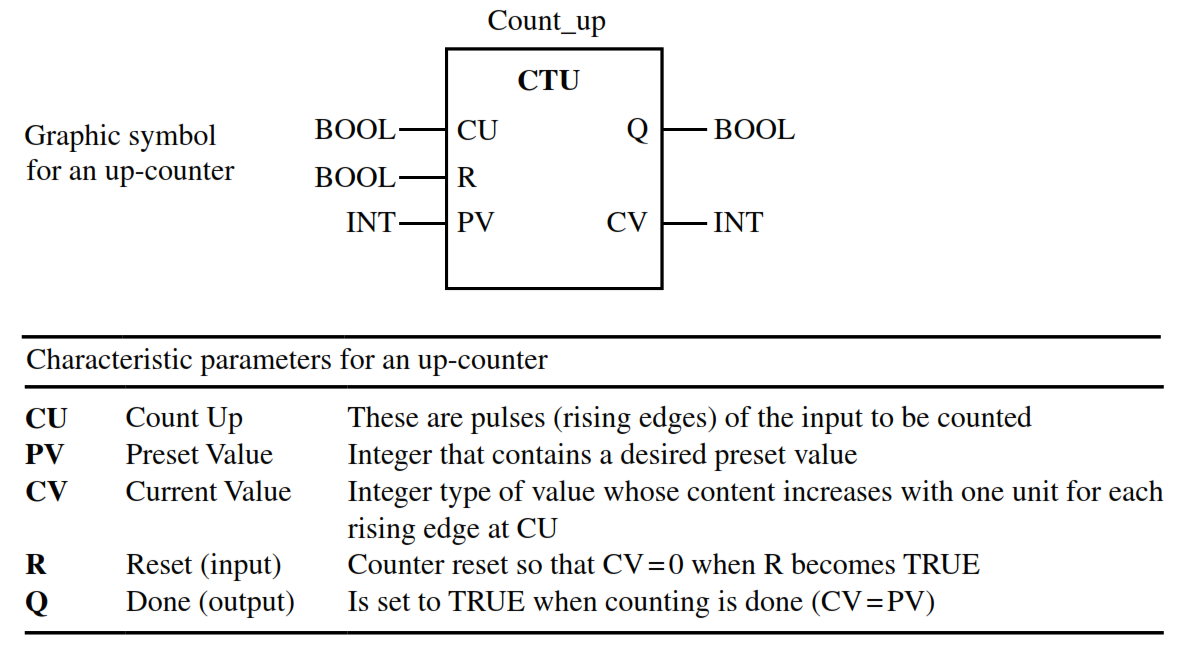 Count_up
CTU
Graphic symbol
for an up-counter
BOOL CU Q BOOL
BOOL R
INT PV CV INT
Characteristic parameters for an up-counter
CU Count Up These are pulses (rising edges) of the input to be counted
PV Preset Value Integer that contains a desired preset value
CV Current Value Integer type of value whose content increases with one unit for each
rising edge at CU
R Reset (input) Counter reset so that CV=0 when R becomes TRUE
Q Done (output) Is set to TRUE when counting is done (CV=PV)